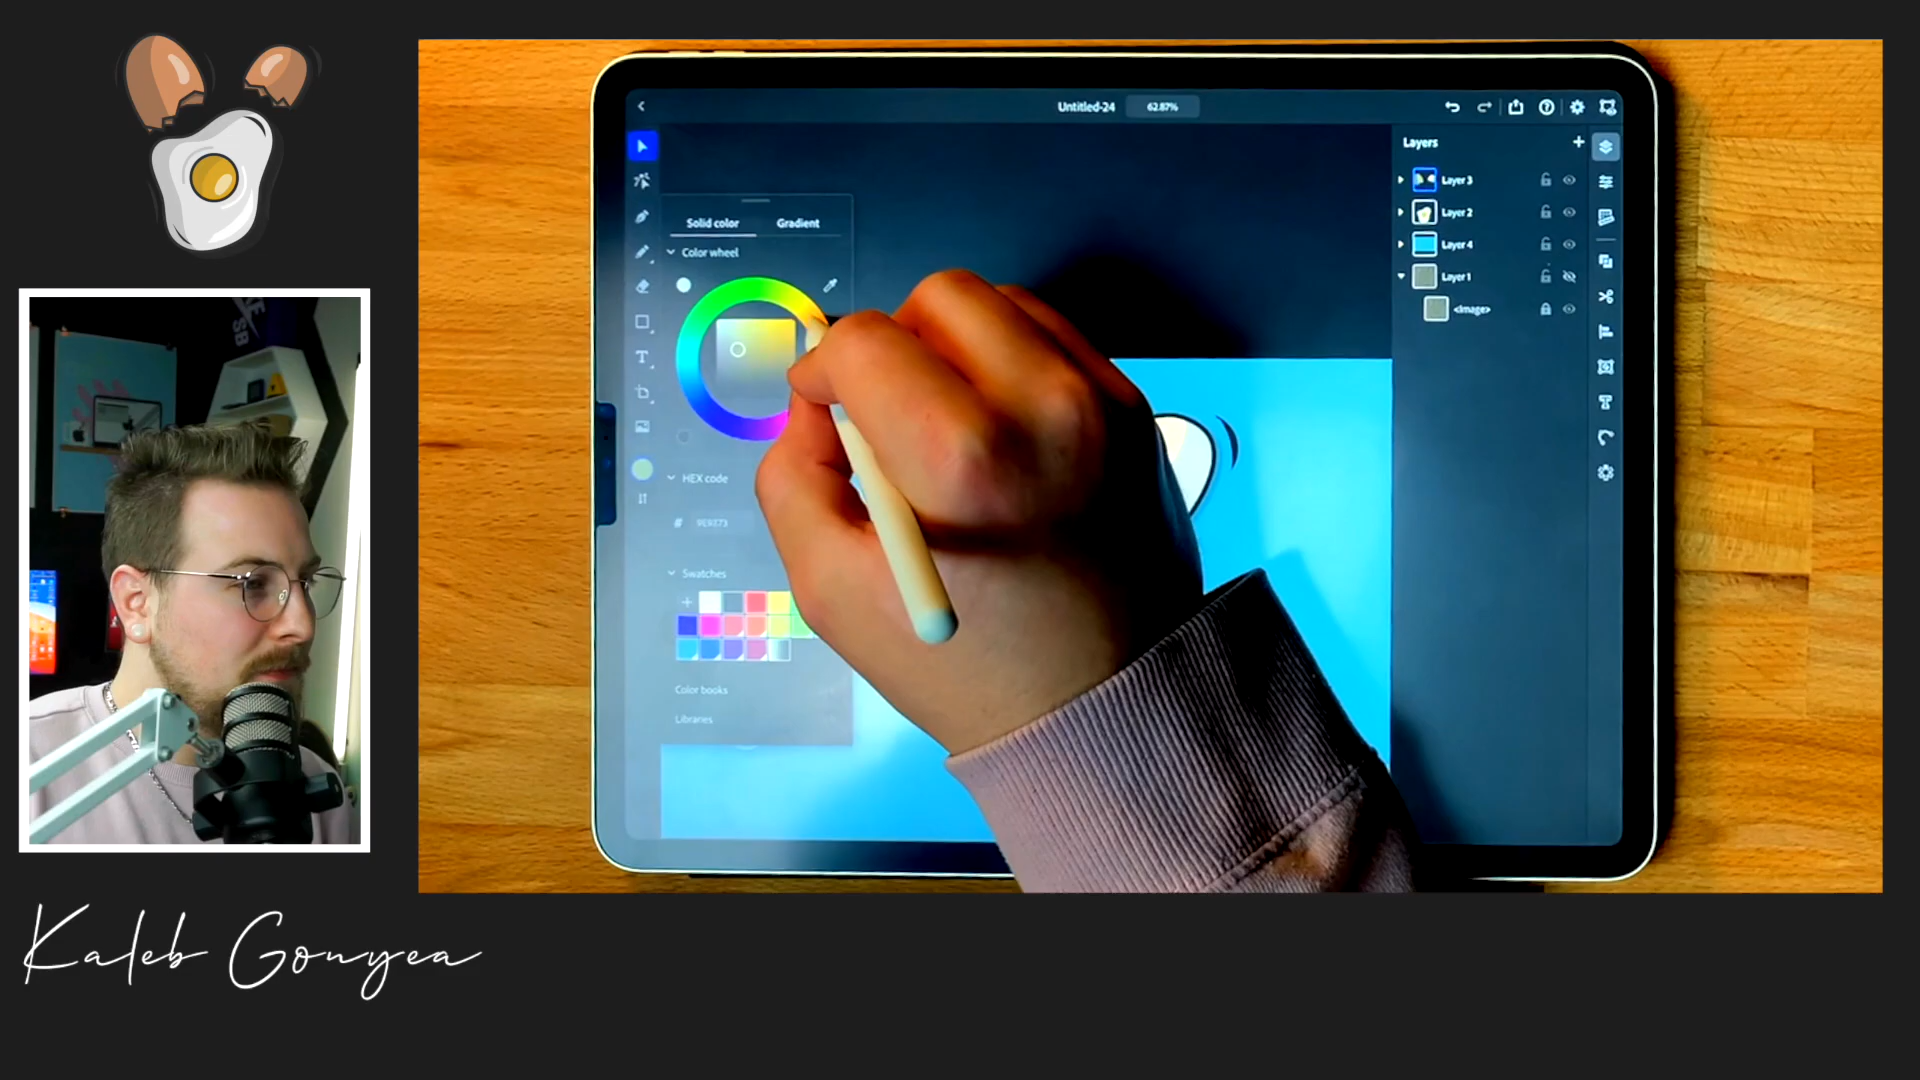 Untitled-24
62.87%
Layers
Layer 3
Layer 2
Layer 4
Layer 1
<Image>
Solid color
Gradient
Color wheel
HEX code
#
Swatches
Color books
Libraries
T
SB
Kaleb Gonyea